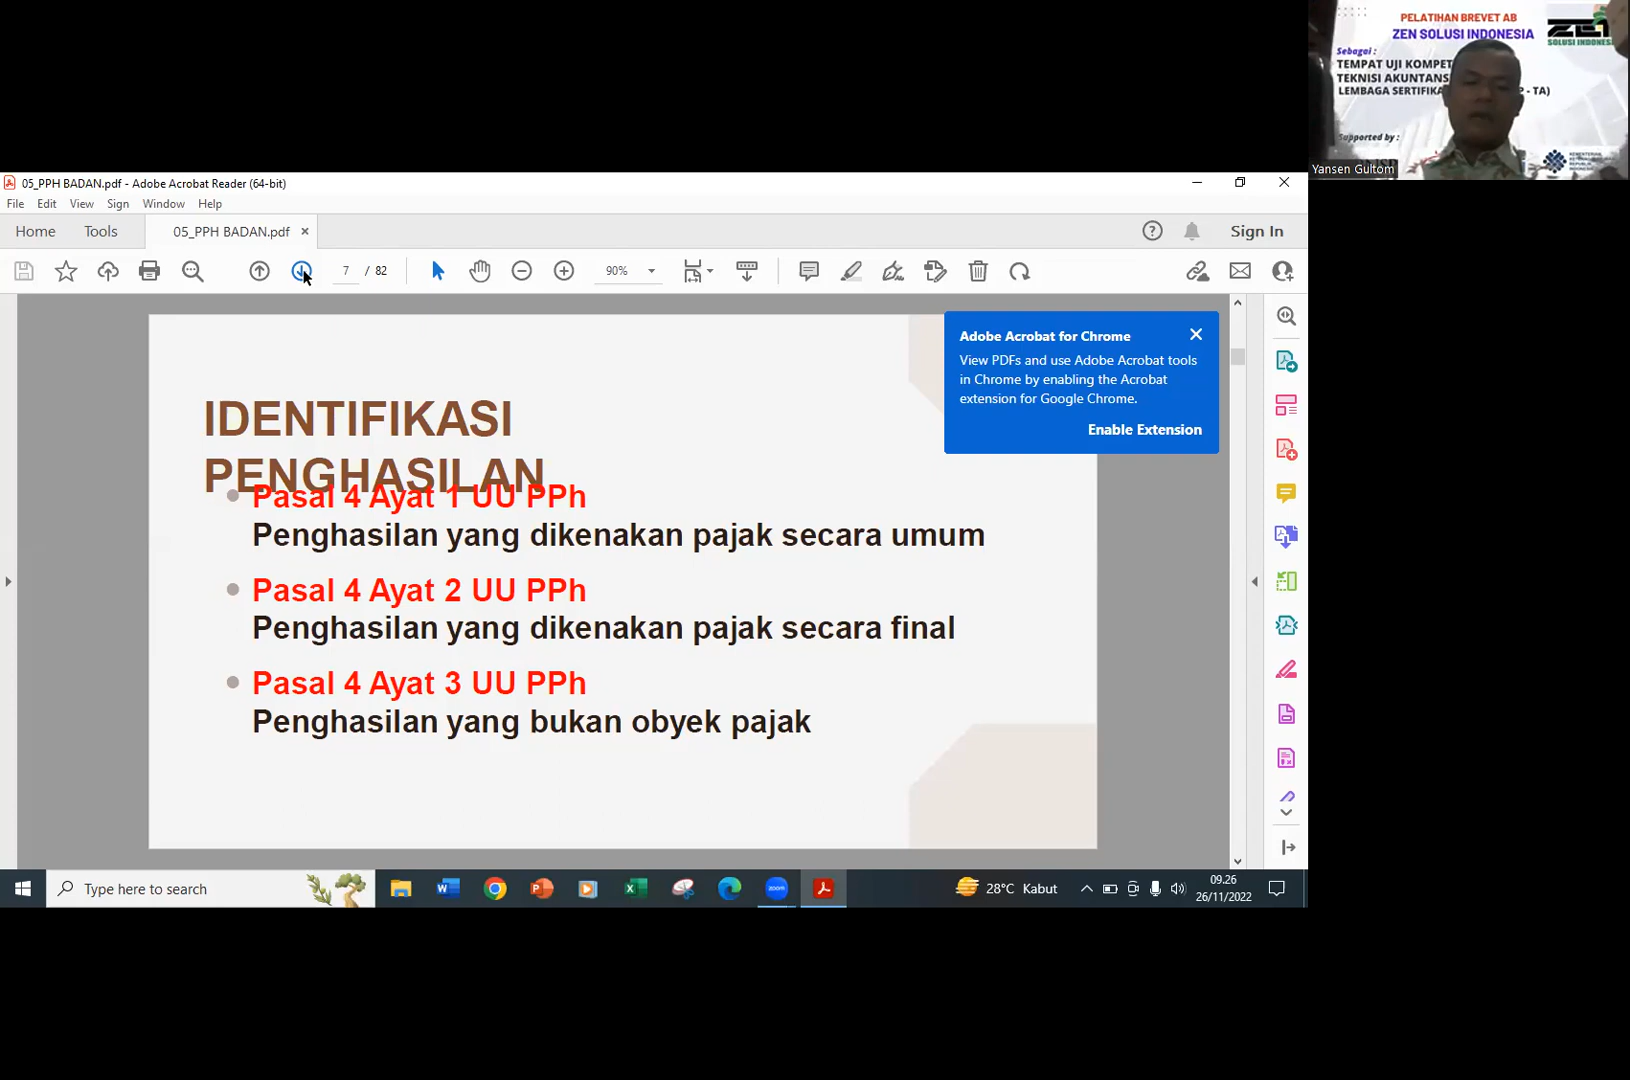 PELATIHAN BREVET AB
ZEN SOLUSI INDONESIA
ZEN
SOLUSI INDONESIA
Sebagai :
TEMPAT UJI KOMPET
TEKNISI AKUNTANS
LEMBAGA SERTIFIKA P - TA)
Supported by :
Yansen Gultom
05_PPH BADAN.pdf - Adobe Acrobat Reader (64-bit)
File Edit View Sign Window Help
Home Tools 05_PPH BADAN.pdf × Sign In
7 / 82 90%
Adobe Acrobat for Chrome
View PDFs and use Adobe Acrobat tools
in Chrome by enabling the Acrobat
extension for Google Chrome.
Enable Extension
IDENTIFIKASI
PENGHASILAN
• Pasal 4 Ayat 1 UU PPh
Penghasilan yang dikenakan pajak secara umum
• Pasal 4 Ayat 2 UU PPh
Penghasilan yang dikenakan pajak secara final
• Pasal 4 Ayat 3 UU PPh
Penghasilan yang bukan obyek pajak
Type here to search
zoom
28°C Kabut
09.26
26/11/2022